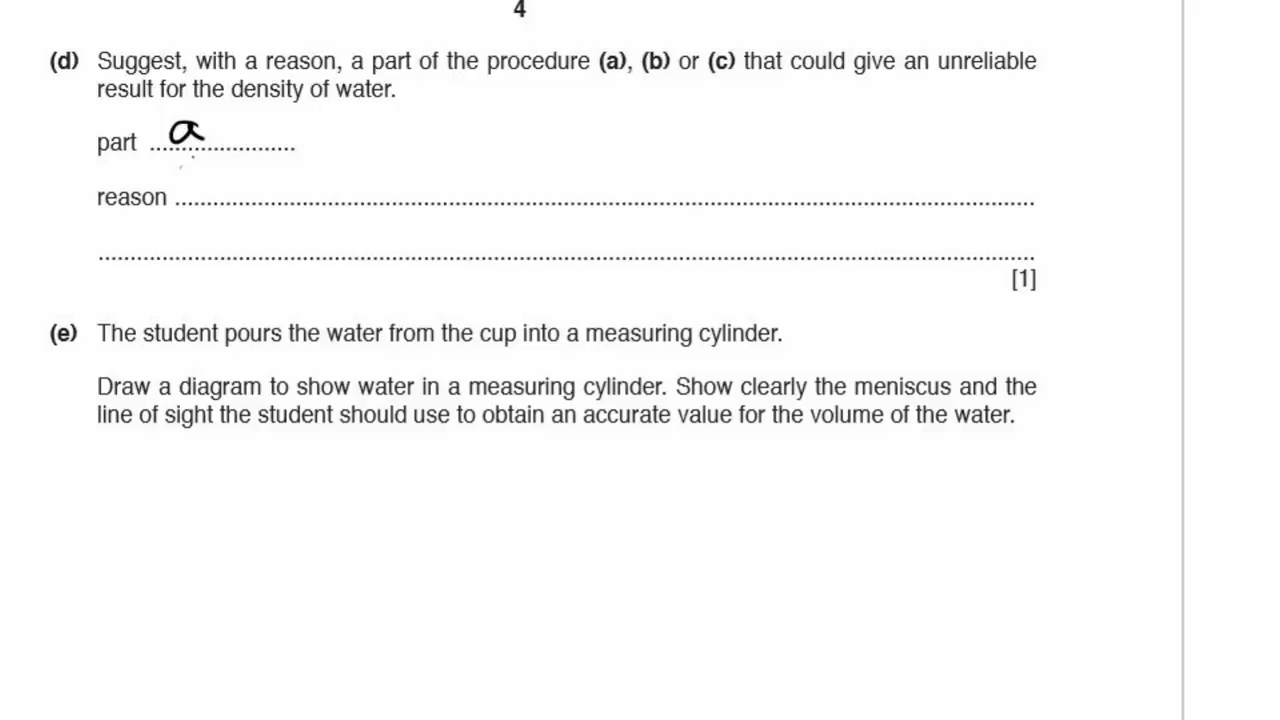 4
(d) Suggest, with a reason, a part of the procedure (a), (b) or (c) that could give an unreliable
result for the density of water.
part ....................... a
reason ..........................................................................................................................................
......................................................................................................................................................
[1]
(e) The student pours the water from the cup into a measuring cylinder.
Draw a diagram to show water in a measuring cylinder. Show clearly the meniscus and the
line of sight the student should use to obtain an accurate value for the volume of the water.